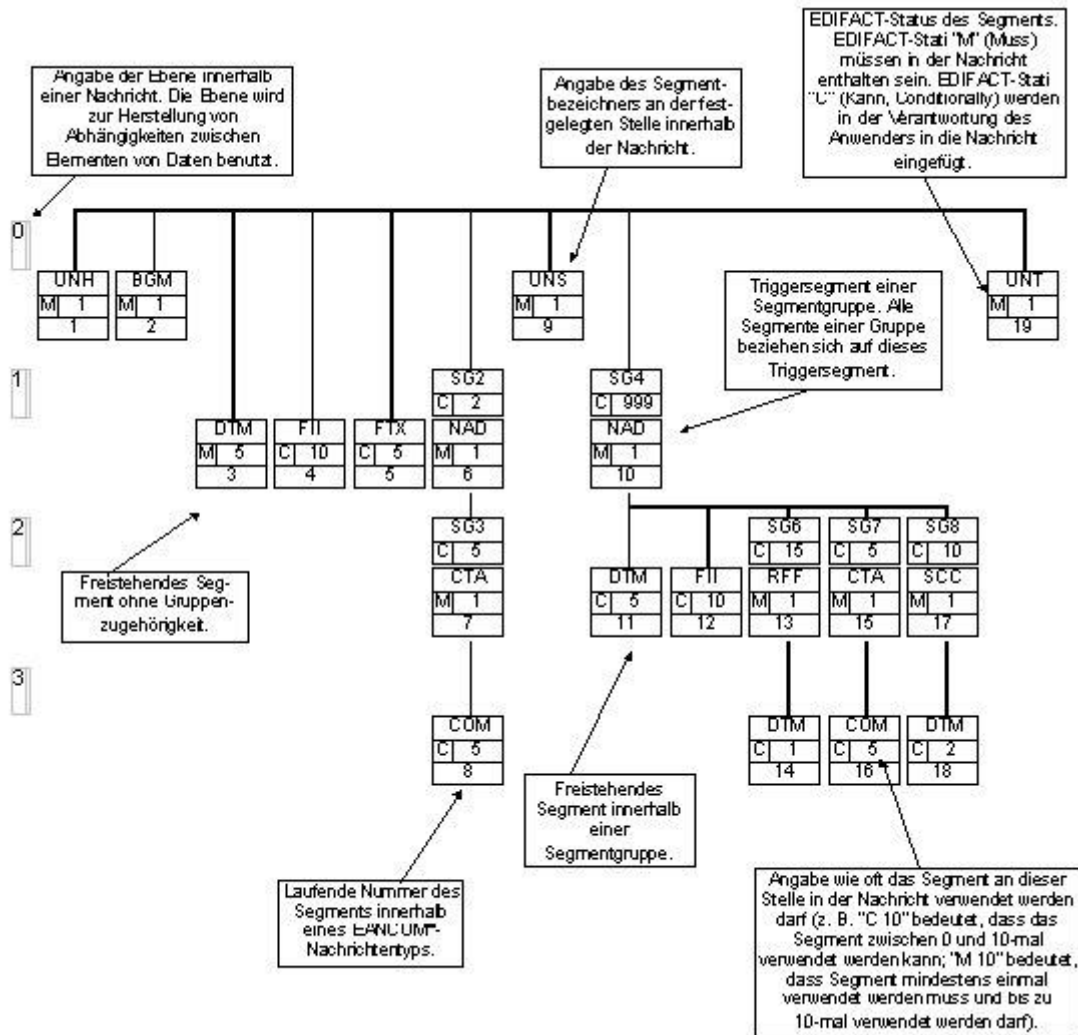 EDIFACT-Status des Segments.
EDIFACT-Stati "M" (Muss)
müssen in der Nachricht
enthalten sein. EDIFACT-Stati
"C" (Kann, Conditionally) werden
in der Verantwortung des
Anwenders in die Nachricht
eingefügt.
Angabe der Ebene innerhalb
einer Nachricht. Die Ebene wird
zur Herstellung von
Abhängigkeiten zwischen
Elementen von Daten benutzt.
Angabe des Segment-
bezeichners an der fest-
gelegten Stelle innerhalb
der Nachricht.
0
UNH
M 1
1
BGM
M 1
2
UNS
M 1
9
UNT
M 1
19
Triggersegment einer
Segmentgruppe. Alle
Segmente einer Gruppe
beziehen sich auf dieses
Triggersegment.
1
DTM
M 5
3
FII
C 10
4
FTX
C 5
5
SG2
C 2
NAD
M 1
6
SG4
C 999
NAD
M 1
10
2
Freistehendes Seg-
ment ohne Gruppen-
zugehörigkeit.
SG3
C 5
CTA
M 1
7
DTM
C 5
11
FII
C 10
12
SG6
C 15
RFF
M 1
13
SG7
C 5
CTA
M 1
15
SG8
C 10
SCC
M 1
17
3
COM
C 5
8
DTM
C 1
14
COM
C 5
16
DTM
C 2
18
Freistehendes
Segment innerhalb
einer
Segmentgruppe.
Laufende Nummer des
Segments innerhalb
eines EANCOM®-
Nachrichtentyps.
Angabe wie oft das Segment an dieser
Stelle in der Nachricht verwendet werden
darf (z. B. "C 10" bedeutet, dass das
Segment zwischen 0 und 10-mal
verwendet werden kann; "M 10" bedeutet,
dass Segment mindestens einmal
verwendet werden muss und bis zu
10-mal verwendet werden darf).